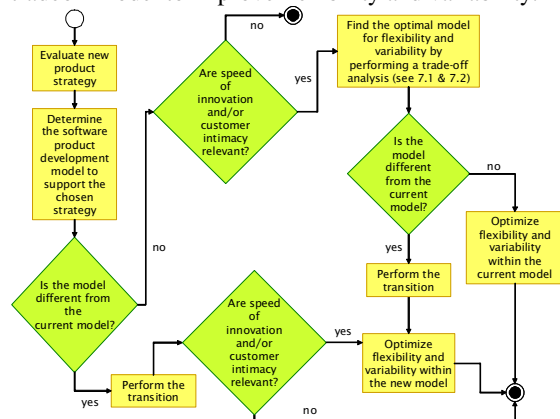 no
Evaluate new
product
strategy
Determine
the software
product
development
model to
support the
chosen
strategy
Are speed
of
innovation
and/or
customer
intimacy
relevant?
yes
Find the optimal model
for flexibility and
variability by
performing a trade-off
analysis (see 7.1 & 7.2)
Is the
model
different
from the
current
model?
no
Optimize
flexibility and
variability within
the current model
yes
Perform the
transition
no
Is the model
different from
the
current model?
yes
Perform the
transition
Are speed
of
innovation
and/or
customer
intimacy
relevant?
yes
Optimize
flexibility and
variability within
the new model
no